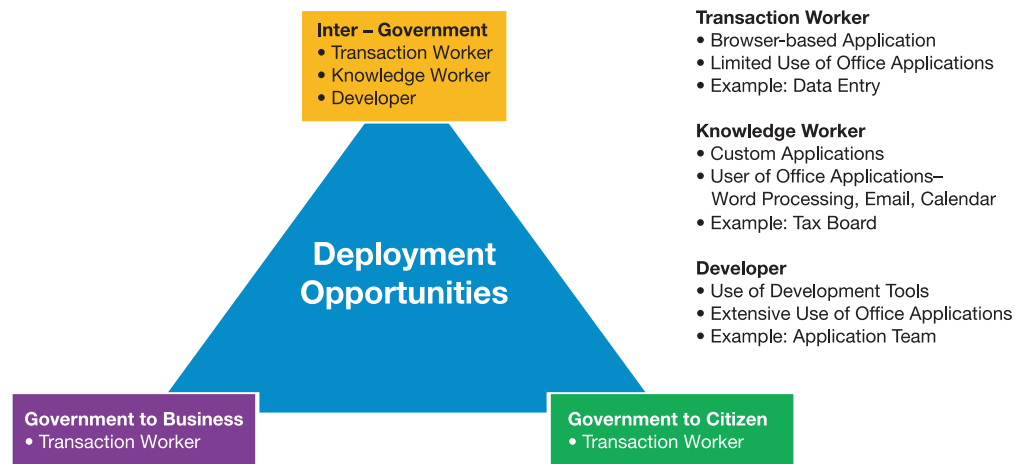 Inter – Government
• Transaction Worker
• Knowledge Worker
• Developer
Deployment
Opportunities
Government to Business
• Transaction Worker
Government to Citizen
• Transaction Worker
Transaction Worker
• Browser-based Application
• Limited Use of Office Applications
• Example: Data Entry
Knowledge Worker
• Custom Applications
• User of Office Applications–
Word Processing, Email, Calendar
• Example: Tax Board
Developer
• Use of Development Tools
• Extensive Use of Office Applications
• Example: Application Team